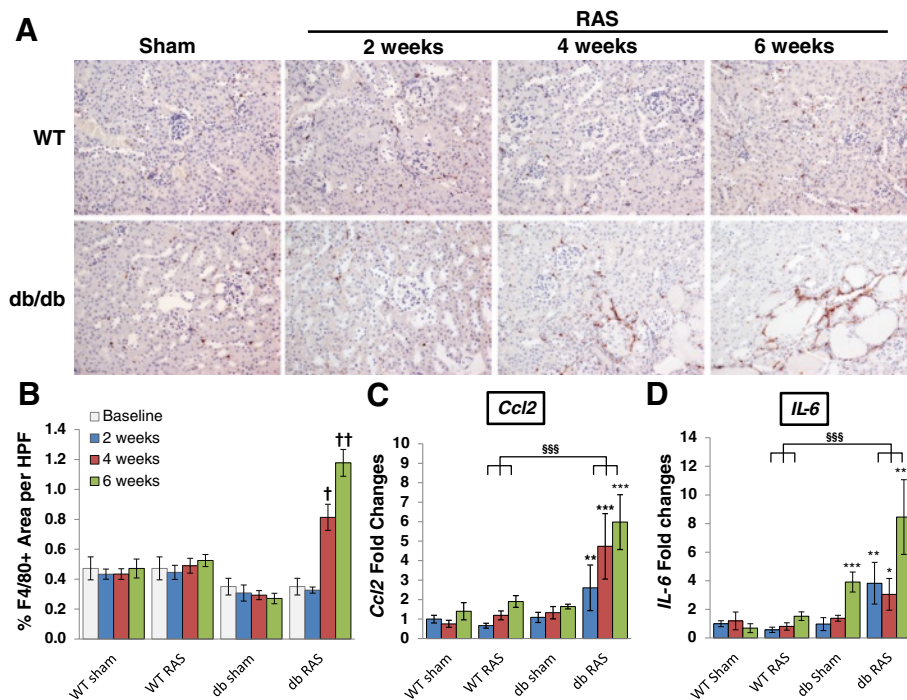 A
RAS
Sham
2 weeks
4 weeks
6 weeks
WT
db/db
B
Baseline
2 weeks
4 weeks
6 weeks
% F4/80+ Area per HPF
1.4
1.2
1.0
0.8
0.6
0.4
0.2
0.0
†
††
WT sham
WT RAS
db sham
db RAS
C
Ccl2
Ccl2 Fold Changes
10
9
8
7
6
5
4
3
2
1
0
§§§
**
***
***
WT Sham
WT RAS
db sham
db RAS
D
IL-6
IL-6 Fold changes
14
12
10
8
6
4
2
0
§§§
***
**
*
**
WT Sham
WT RAS
db Sham
db RAS